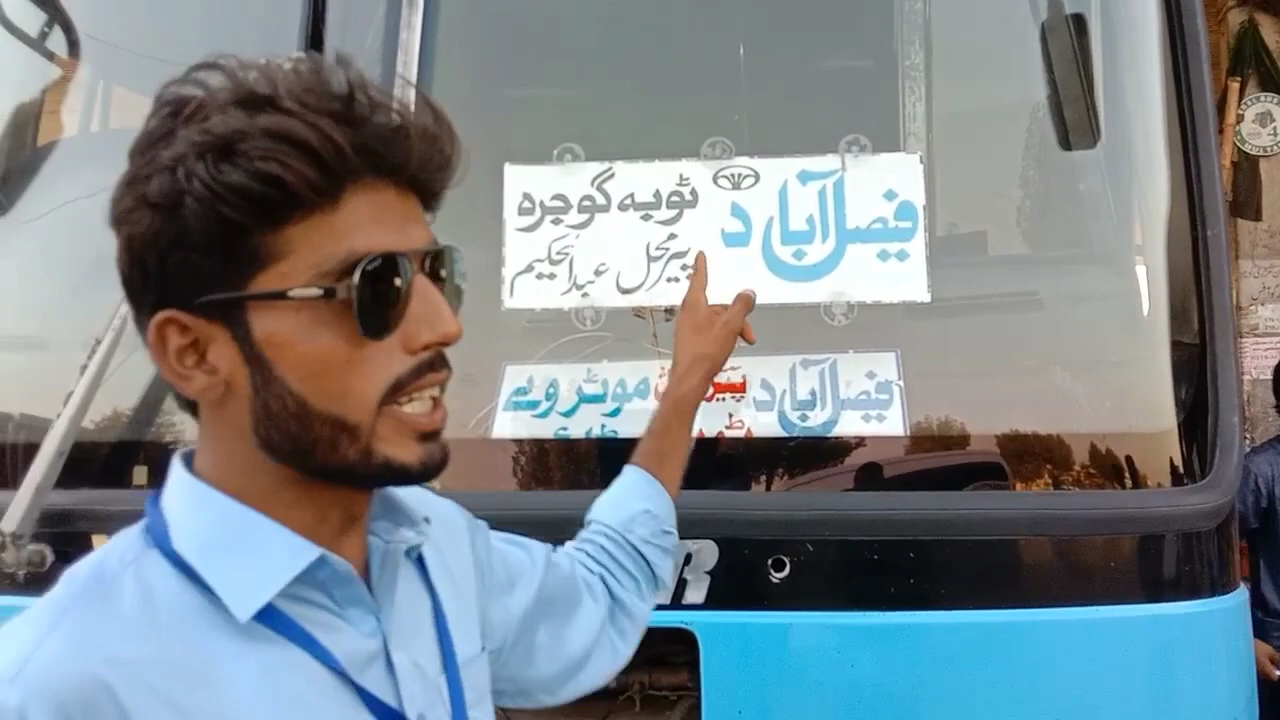 فیصل آباد
ٹوبہ گوجرہ
پیرمحل عبدالحکیم
فیصل آباد
موٹروے
R